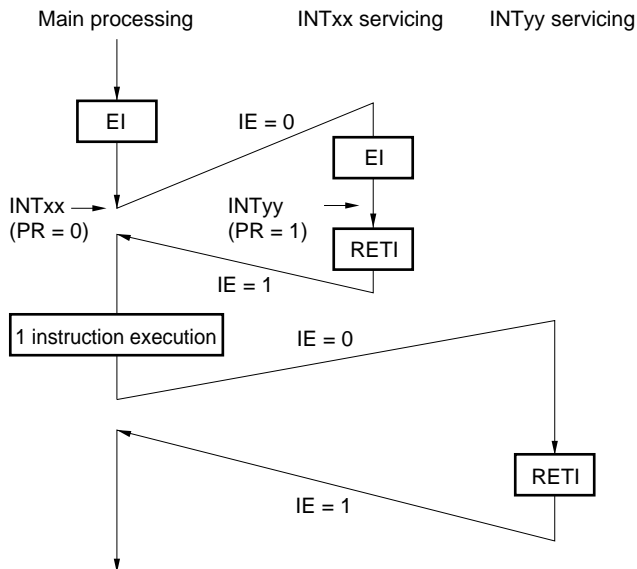 Main processing
INTxx servicing
INTyy servicing
EI
IE = 0
EI
INTxx
(PR = 0)
INTyy
(PR = 1)
RETI
IE = 1
1 instruction execution
IE = 0
RETI
IE = 1